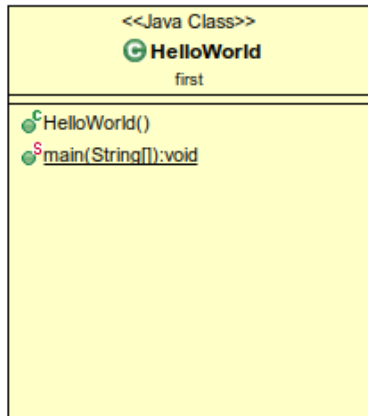 <<Java Class>>
C HelloWorld
first
C HelloWorld()
S main(String[]):void